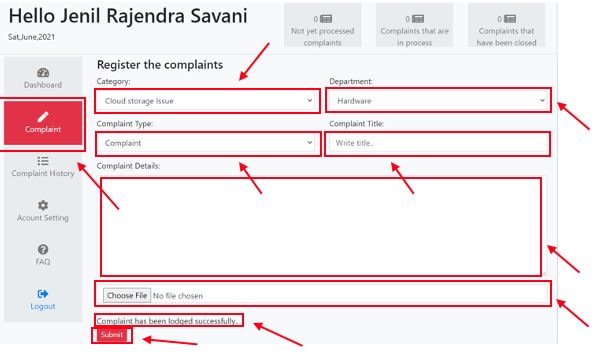 Hello Jenil Rajendra Savani
Sat,June,2021
0
Not yet processed
complaints
0
Complaints that are
in process
0
Complaints that
have been closed
Dashboard
Complaint
Complaint History
Acount Setting
FAQ
Logout
Register the complaints
Category:
Department:
Cloud storage Issue
Hardware
Complaint Type:
Complaint Title:
Complaint
Write title..
Complaint Details:
Choose File No file chosen
Complaint has been lodged successfully..
Submit